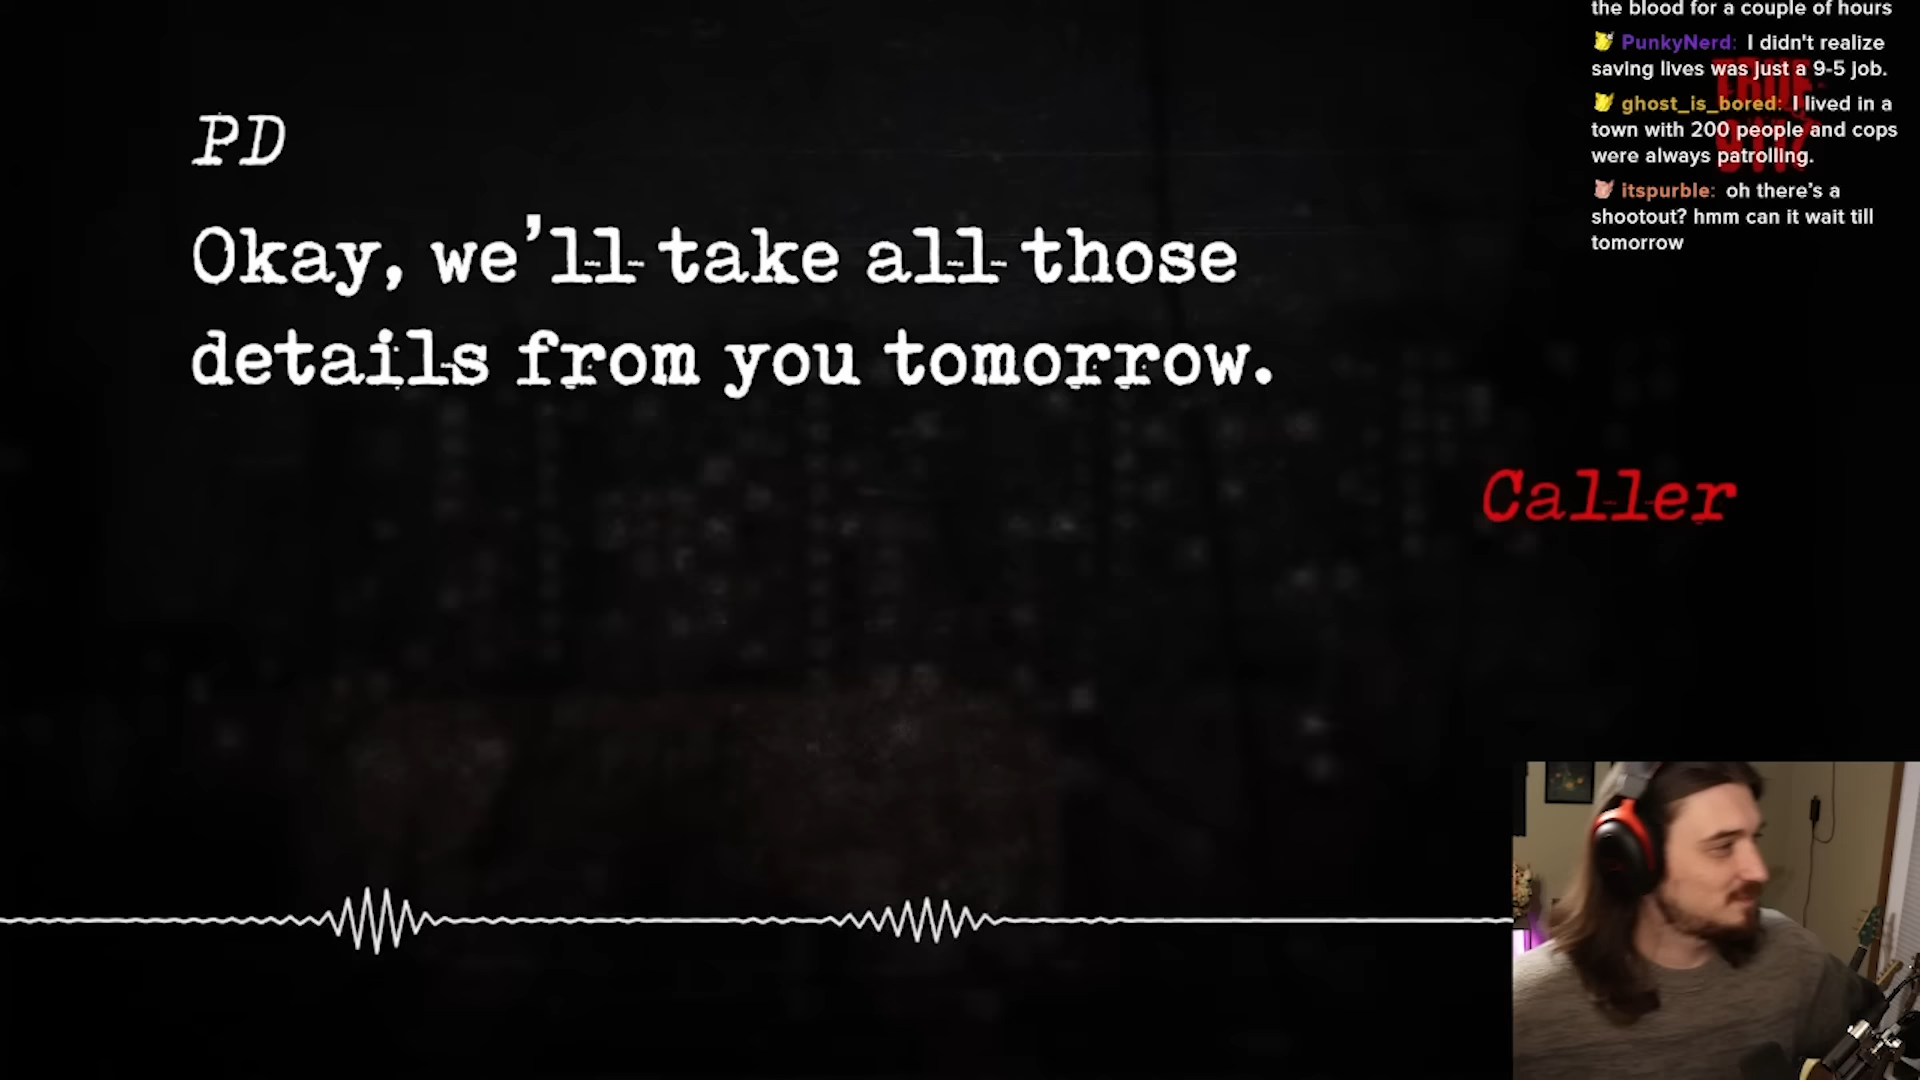 PD
Okay, we'll take all those
details from you tomorrow.
Caller
the blood for a couple of hours
PunkyNerd: I didn't realize
saving lives was just a 9-5 job.
ghost_is_bored: I lived in a
town with 200 people and cops
were always patrolling.
itspurble: oh there's a
shootout? hmm can it wait till
tomorrow
TRUE
911